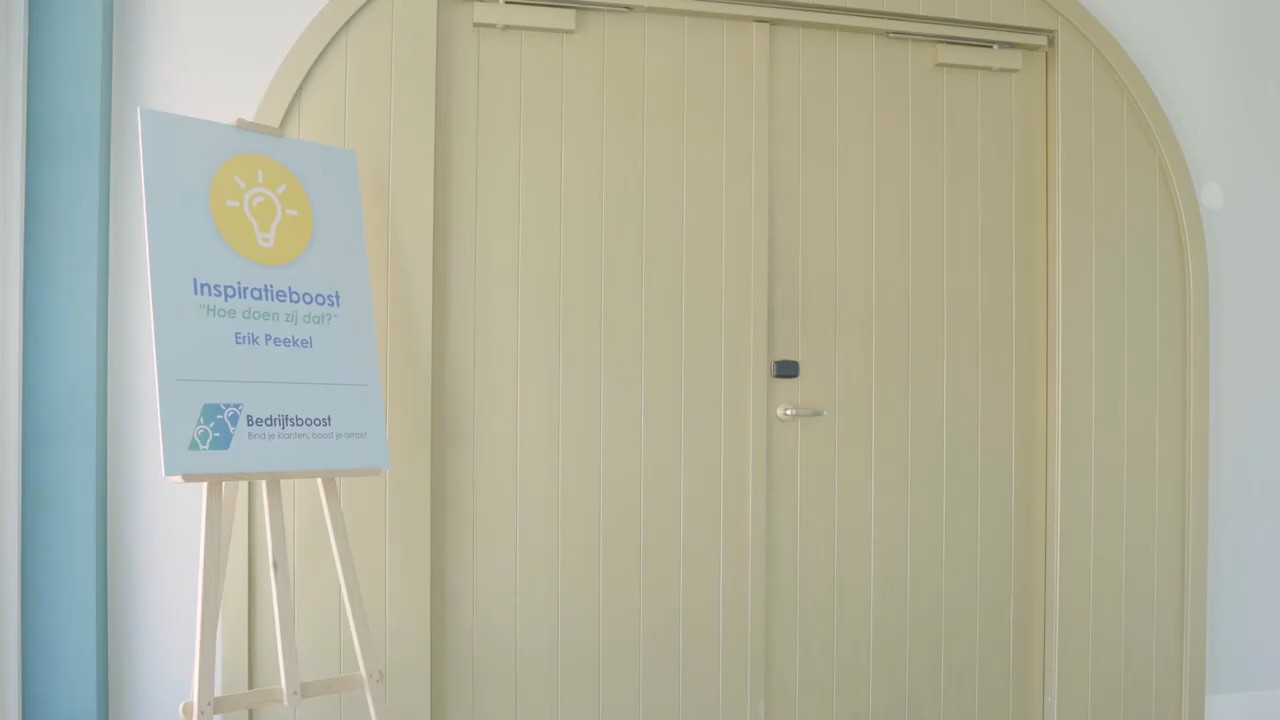 Inspiratieboost
"Hoe doen zij dat?"
Erik Peekel
Bedrijfsboost
Bind je klanten, boost je omzet